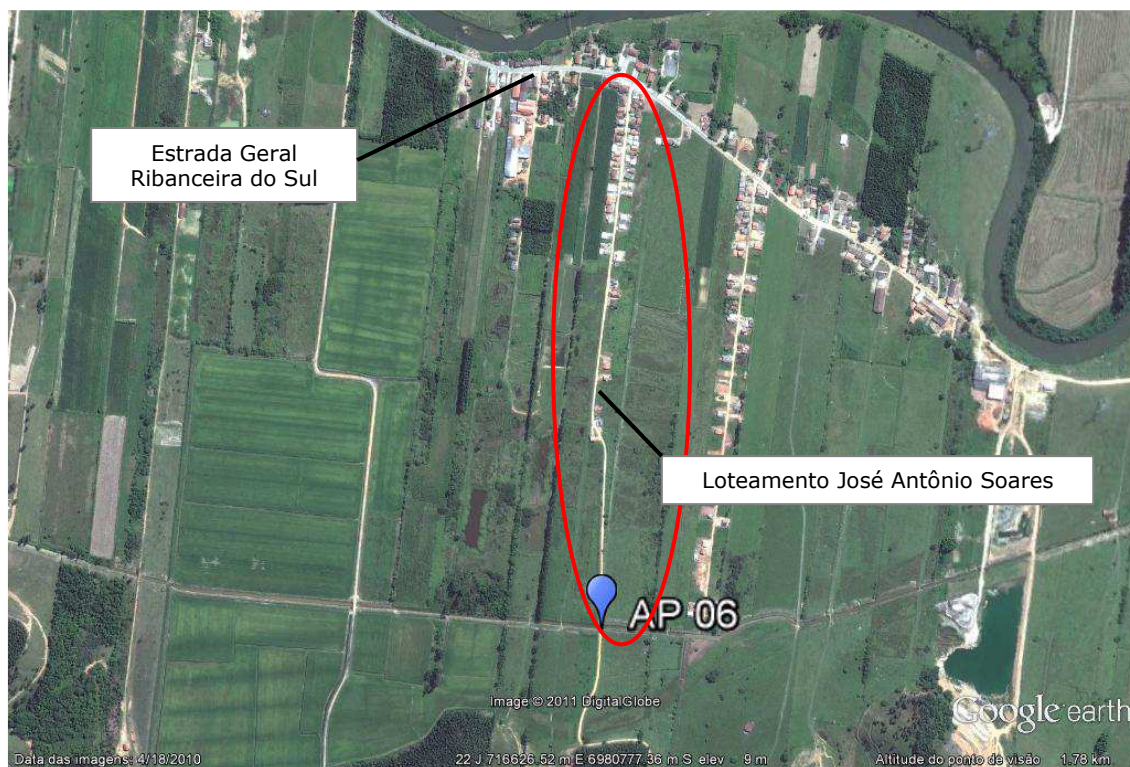 Estrada Geral
Ribanceira do Sul
Loteamento José Antônio Soares
AP 06
Image © 2011 DigitalGlobe
Google earth
Data das imagens: 4/18/2010
22 J 716626.52 m E 6980777.36 m S elev 9 m
Altitude do ponto de visão 1.78 km